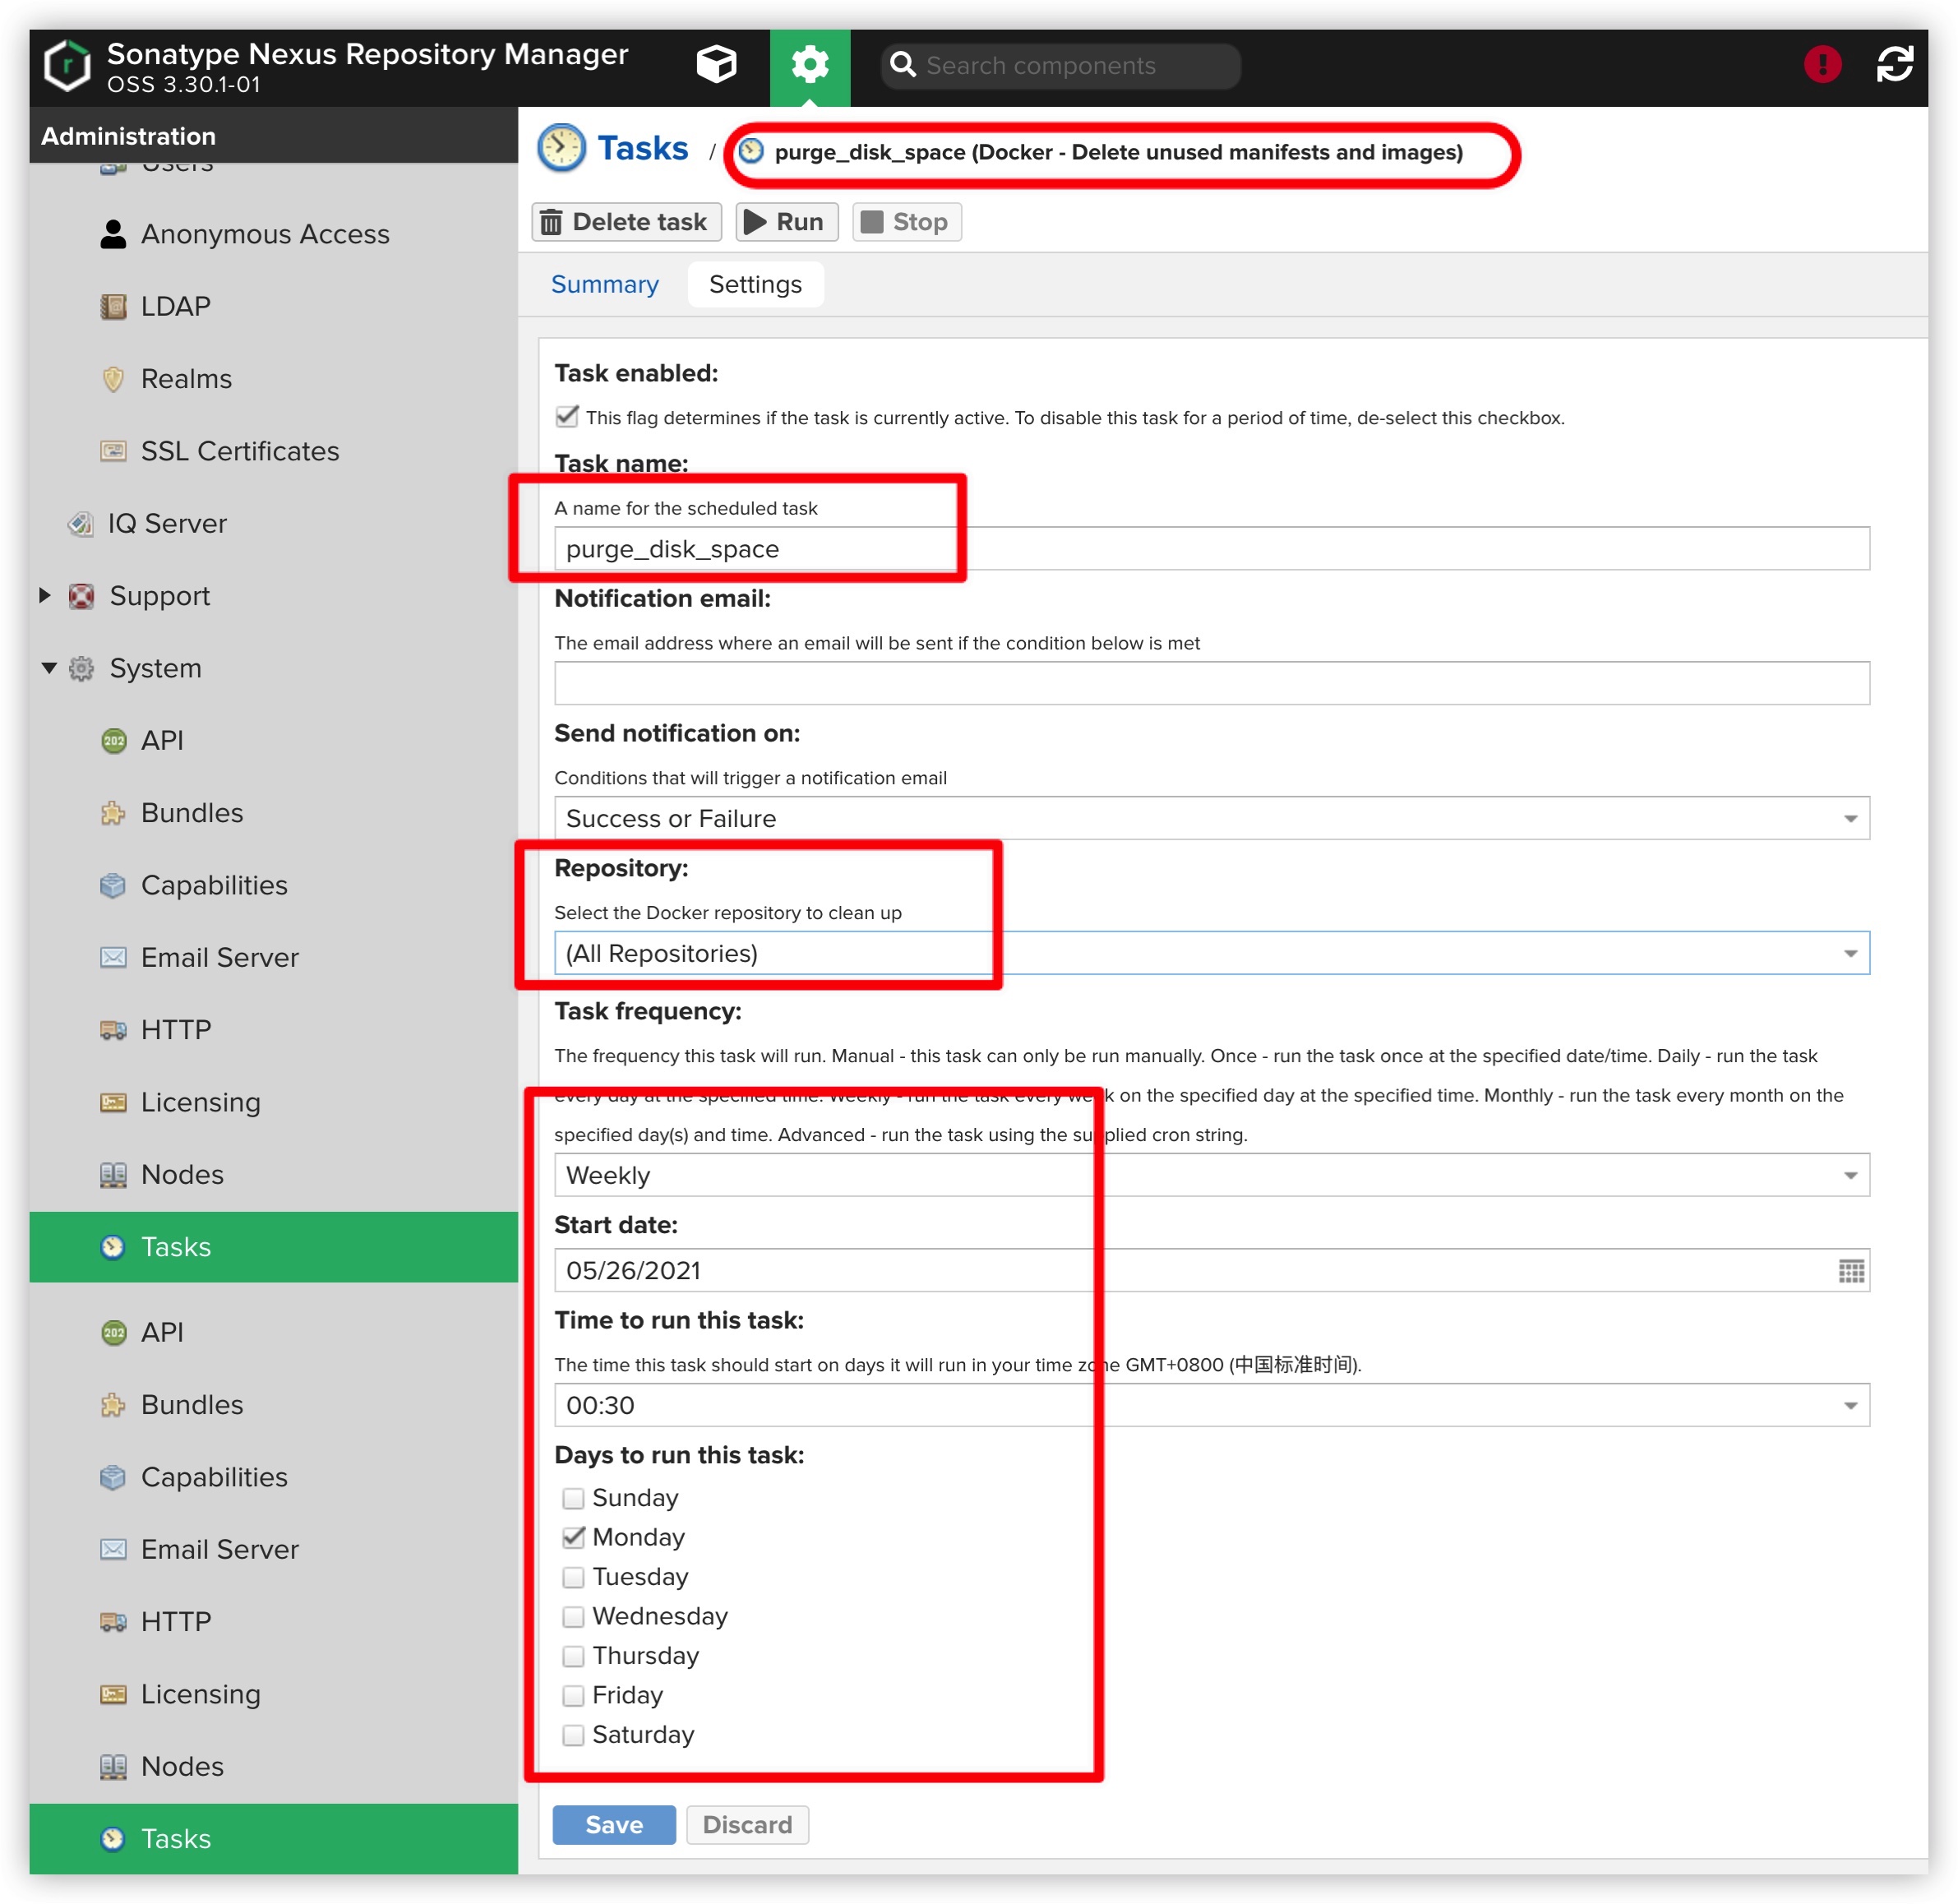 Sonatype Nexus Repository Manager
OSS 3.30.1-01
Search components
Administration
Users
Anonymous Access
LDAP
Realms
SSL Certificates
IQ Server
Support
System
API
Bundles
Capabilities
Email Server
HTTP
Licensing
Nodes
Tasks
API
Bundles
Capabilities
Email Server
HTTP
Licensing
Nodes
Tasks
Tasks / purge_disk_space (Docker - Delete unused manifests and images)
Delete task Run Stop
Summary Settings
Task enabled:
This flag determines if the task is currently active. To disable this task for a period of time, de-select this checkbox.
Task name:
A name for the scheduled task
purge_disk_space
Notification email:
The email address where an email will be sent if the condition below is met
Send notification on:
Conditions that will trigger a notification email
Success or Failure
Repository:
Select the Docker repository to clean up
(All Repositories)
Task frequency:
The frequency this task will run. Manual - this task can only be run manually. Once - run the task once at the specified date/time. Daily - run the task
every day at the specified time. Weekly - run the task every week on the specified day at the specified time. Monthly - run the task every month on the
specified day(s) and time. Advanced - run the task using the supplied cron string.
Weekly
Start date:
05/26/2021
Time to run this task:
The time this task should start on days it will run in your time zone GMT+0800 (中国标准时间).
00:30
Days to run this task:
Sunday
Monday
Tuesday
Wednesday
Thursday
Friday
Saturday
Save Discard